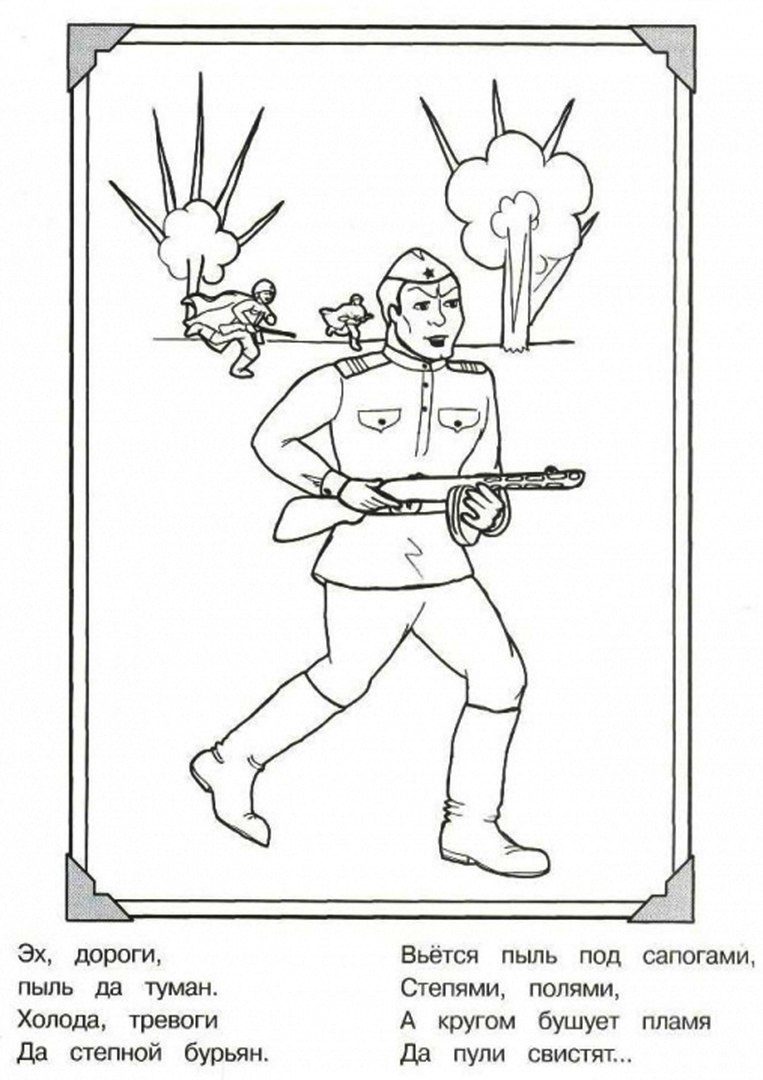 Эх, дороги,
пыль да туман.
Холода, тревоги
Да степной бурьян.
Вьётся пыль под сапогами,
Степями, полями,
А кругом бушует пламя
Да пули свистят...